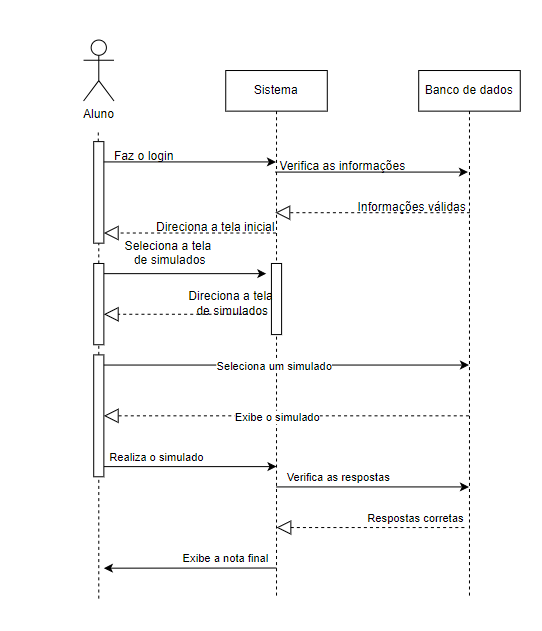 Aluno
Sistema
Banco de dados
Faz o login
Verifica as informações
Informações válidas
Direciona a tela inicial
Seleciona a tela
de simulados
Direciona a tela
de simulados
Seleciona um simulado
Exibe o simulado
Realiza o simulado
Verifica as respostas
Respostas corretas
Exibe a nota final